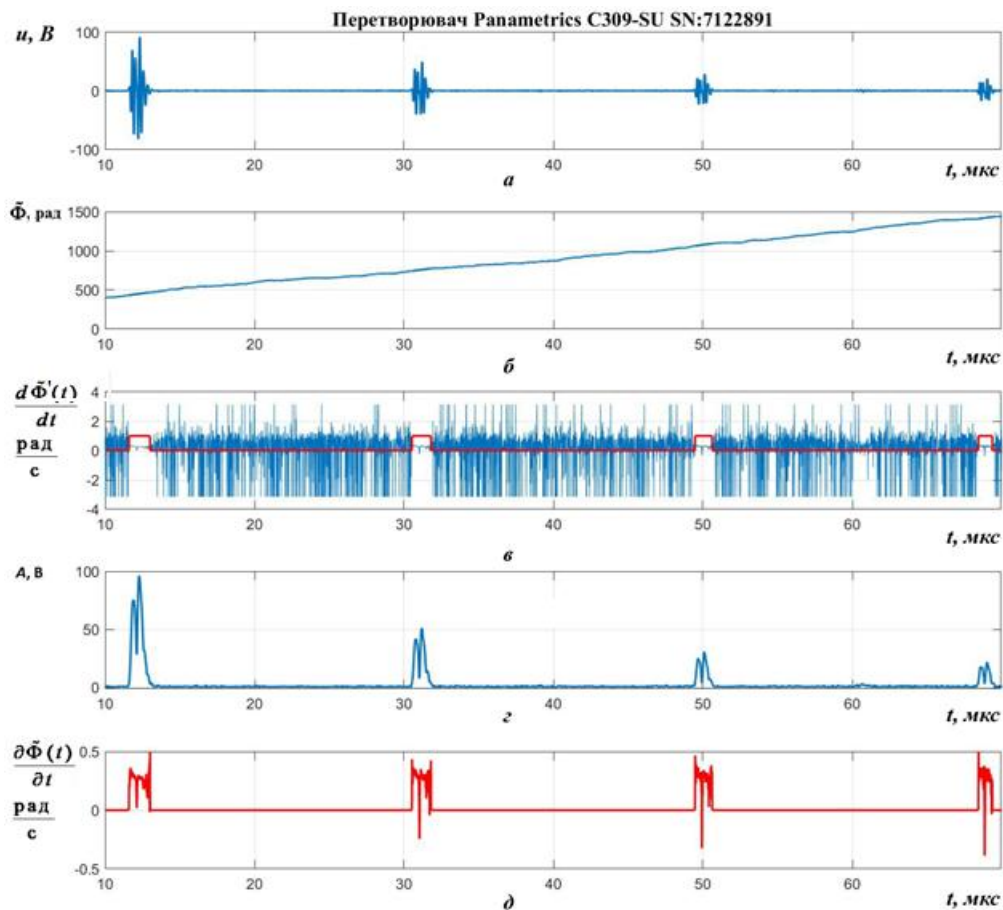 Перетворювач Panametrics C309-SU SN:7122891
u, В
100
0
-100
10 20 30 40 50 60
t, мкс
а
Φ̃, рад
1500
1000
500
0
10 20 30 40 50 60
t, мкс
б
dΦ̃'(t)
dt
рад
с
4
2
0
-2
-4
10 20 30 40 50 60
t, мкс
в
A, В
100
50
0
10 20 30 40 50 60
t, мкс
г
∂Φ̃(t)
∂t
рад
с
0.5
0
-0.5
10 20 30 40 50 60
t, мкс
д